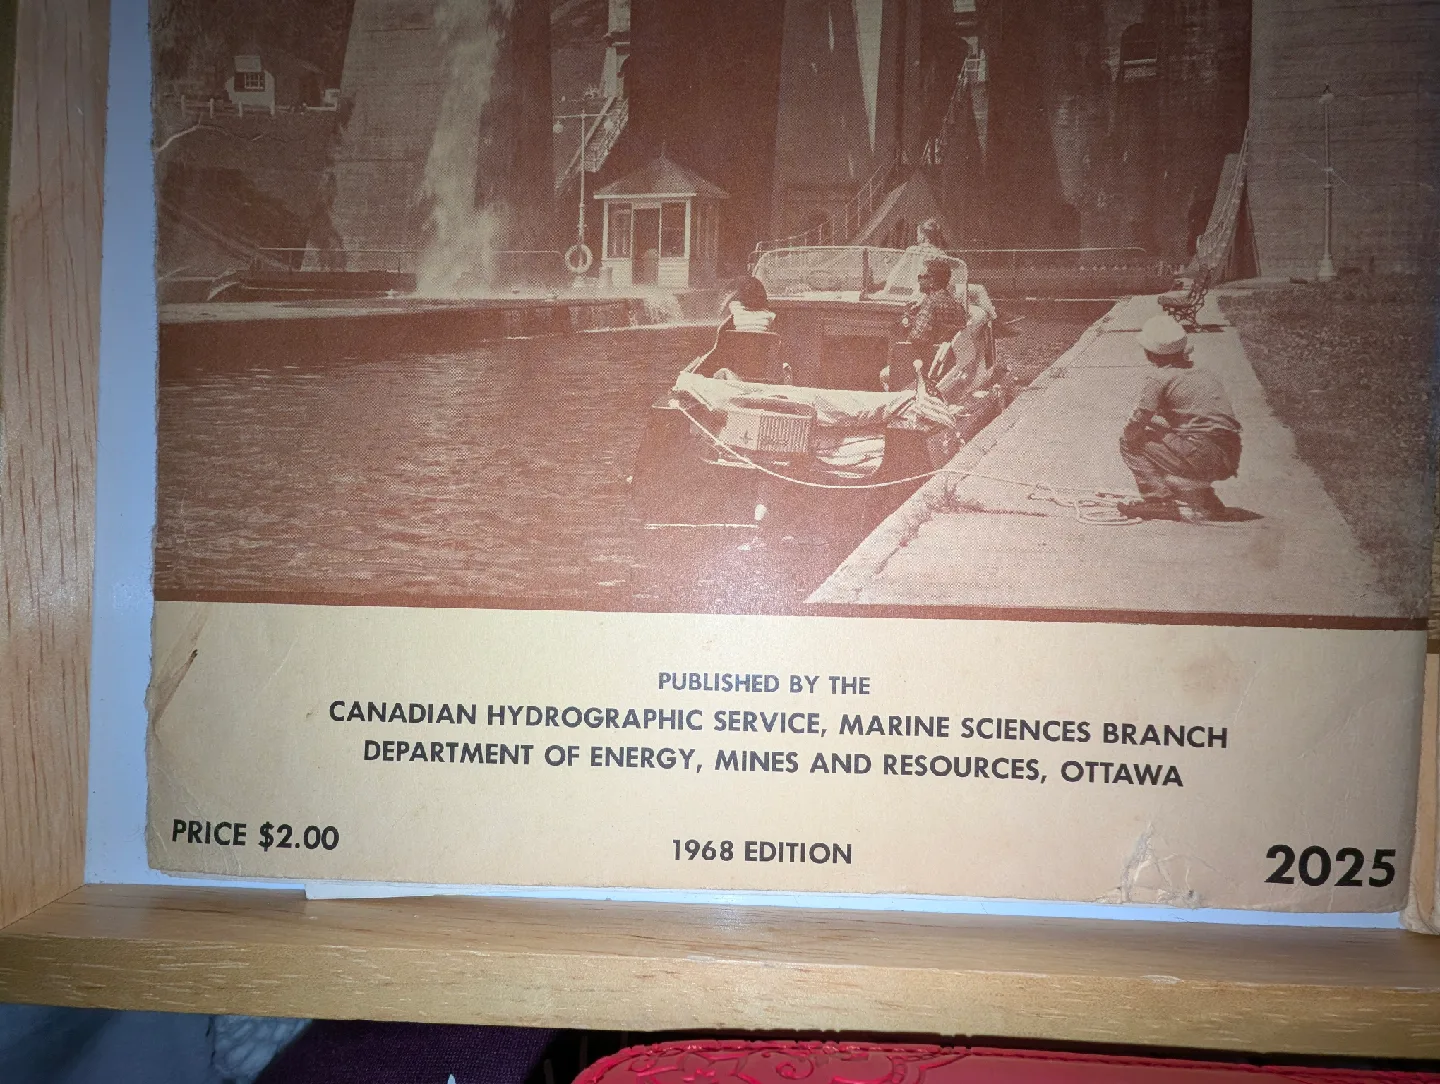 PUBLISHED BY THE
CANADIAN HYDROGRAPHIC SERVICE, MARINE SCIENCES BRANCH
DEPARTMENT OF ENERGY, MINES AND RESOURCES, OTTAWA
PRICE $2.00
1968 EDITION
2025